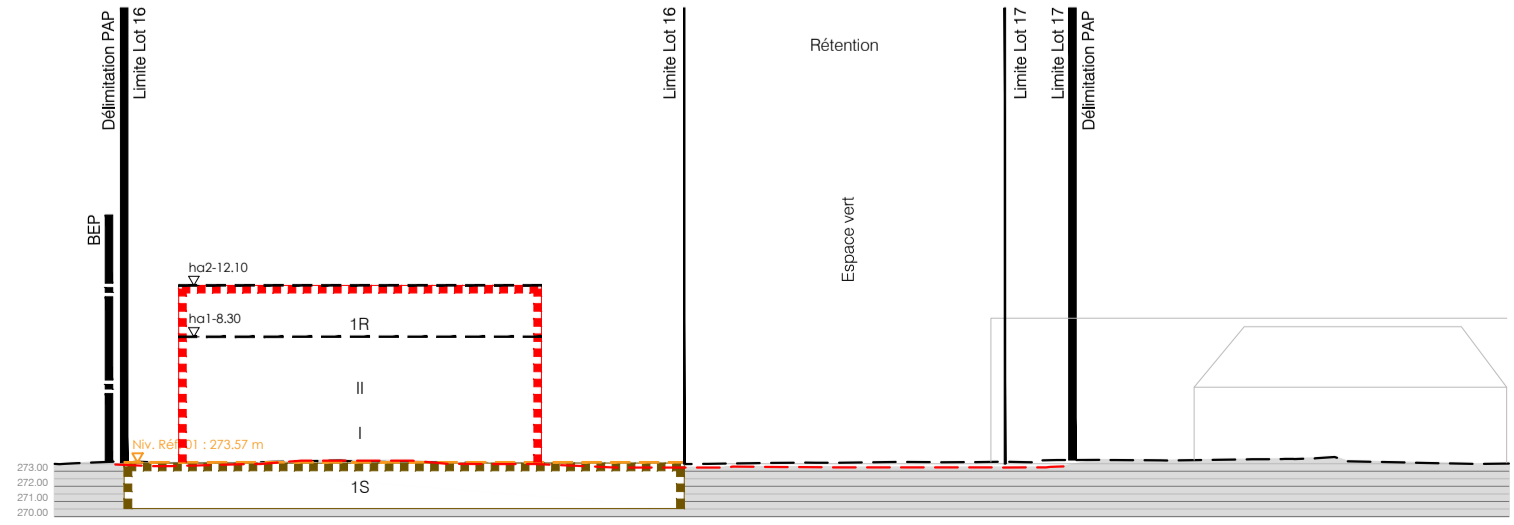 Délimitation PAP
Limite Lot 16
Limite Lot 16
Rétention
Limite Lot 17
Limite Lot 17
Délimitation PAP
BEP
Espace vert
ha2-12.10
ha1-8.30
1R
II
I
Niv. Réf. 01 : 273.57 m
273.00
272.00
271.00
270.00
1S